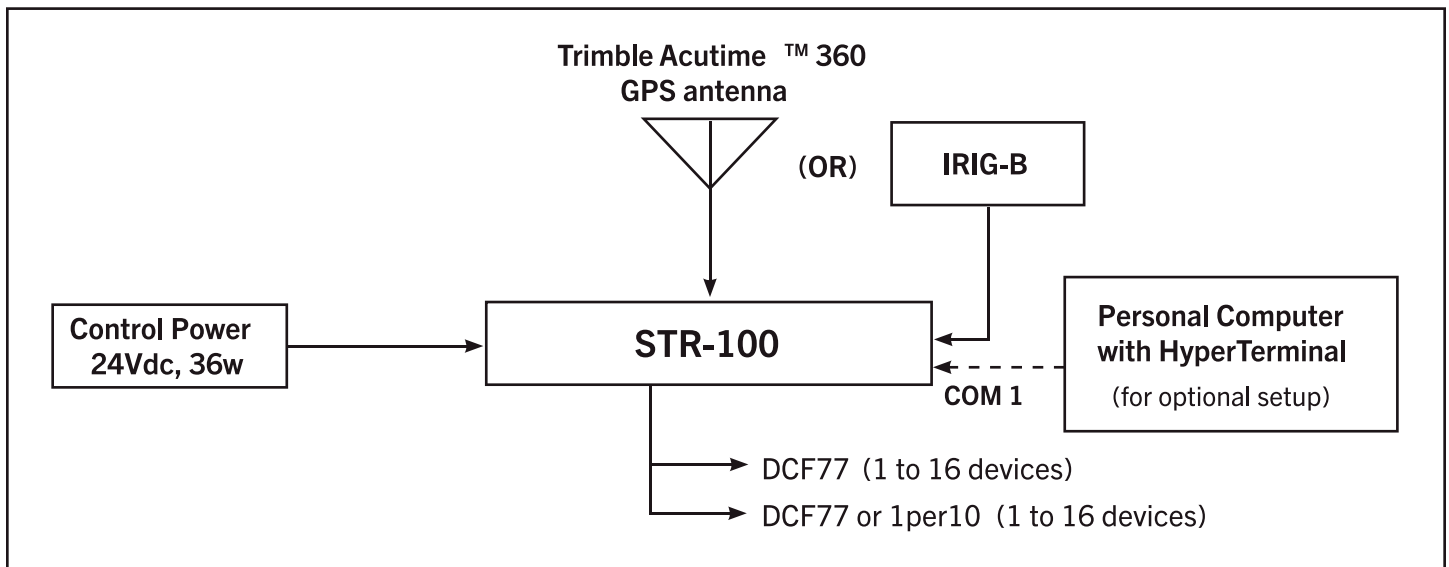 Trimble Acutime ™ 360
GPS antenna
(OR)
IRIG-B
Control Power
24Vdc, 36w
STR-100
Personal Computer
with HyperTerminal
(for optional setup)
COM 1
DCF77 (1 to 16 devices)
DCF77 or 1per10 (1 to 16 devices)